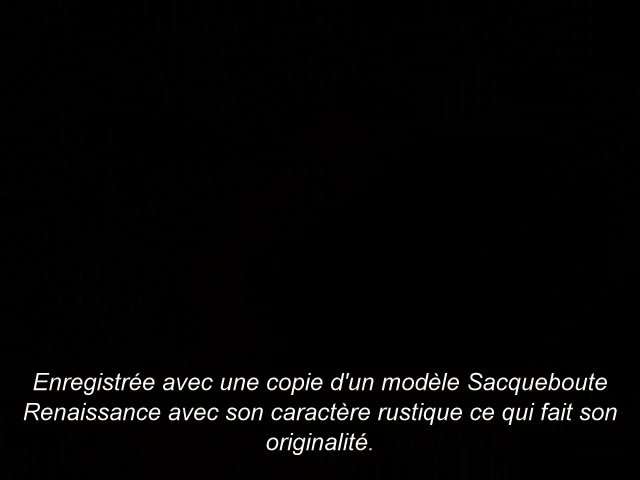 Enregistrée avec une copie d'un modèle Sacqueboute
Renaissance avec son caractère rustique ce qui fait son
originalité.